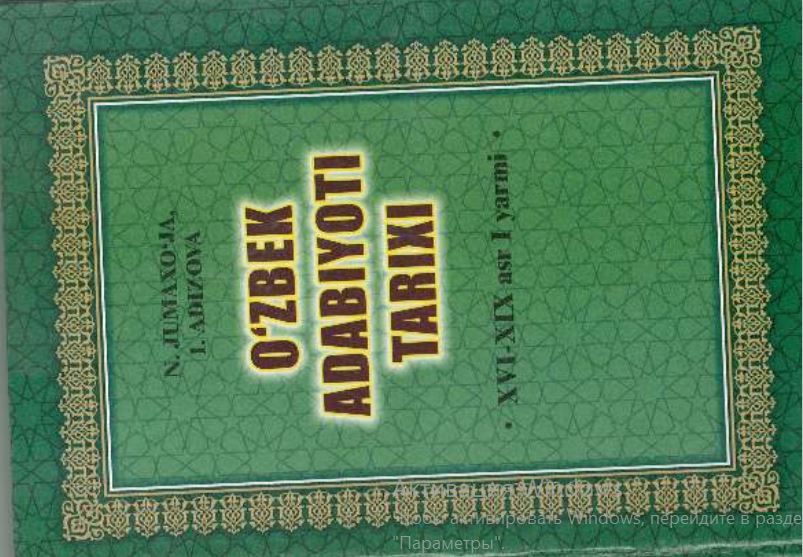 N. JUMAXO‘JA,
I. ADIZOVA
O‘ZBEK
ADABIYOTI
TARIXI
• XVI-XIX asr I yarmi •
Активация Windows
Чтобы активировать Windows, перейдите в разде
"Параметры".